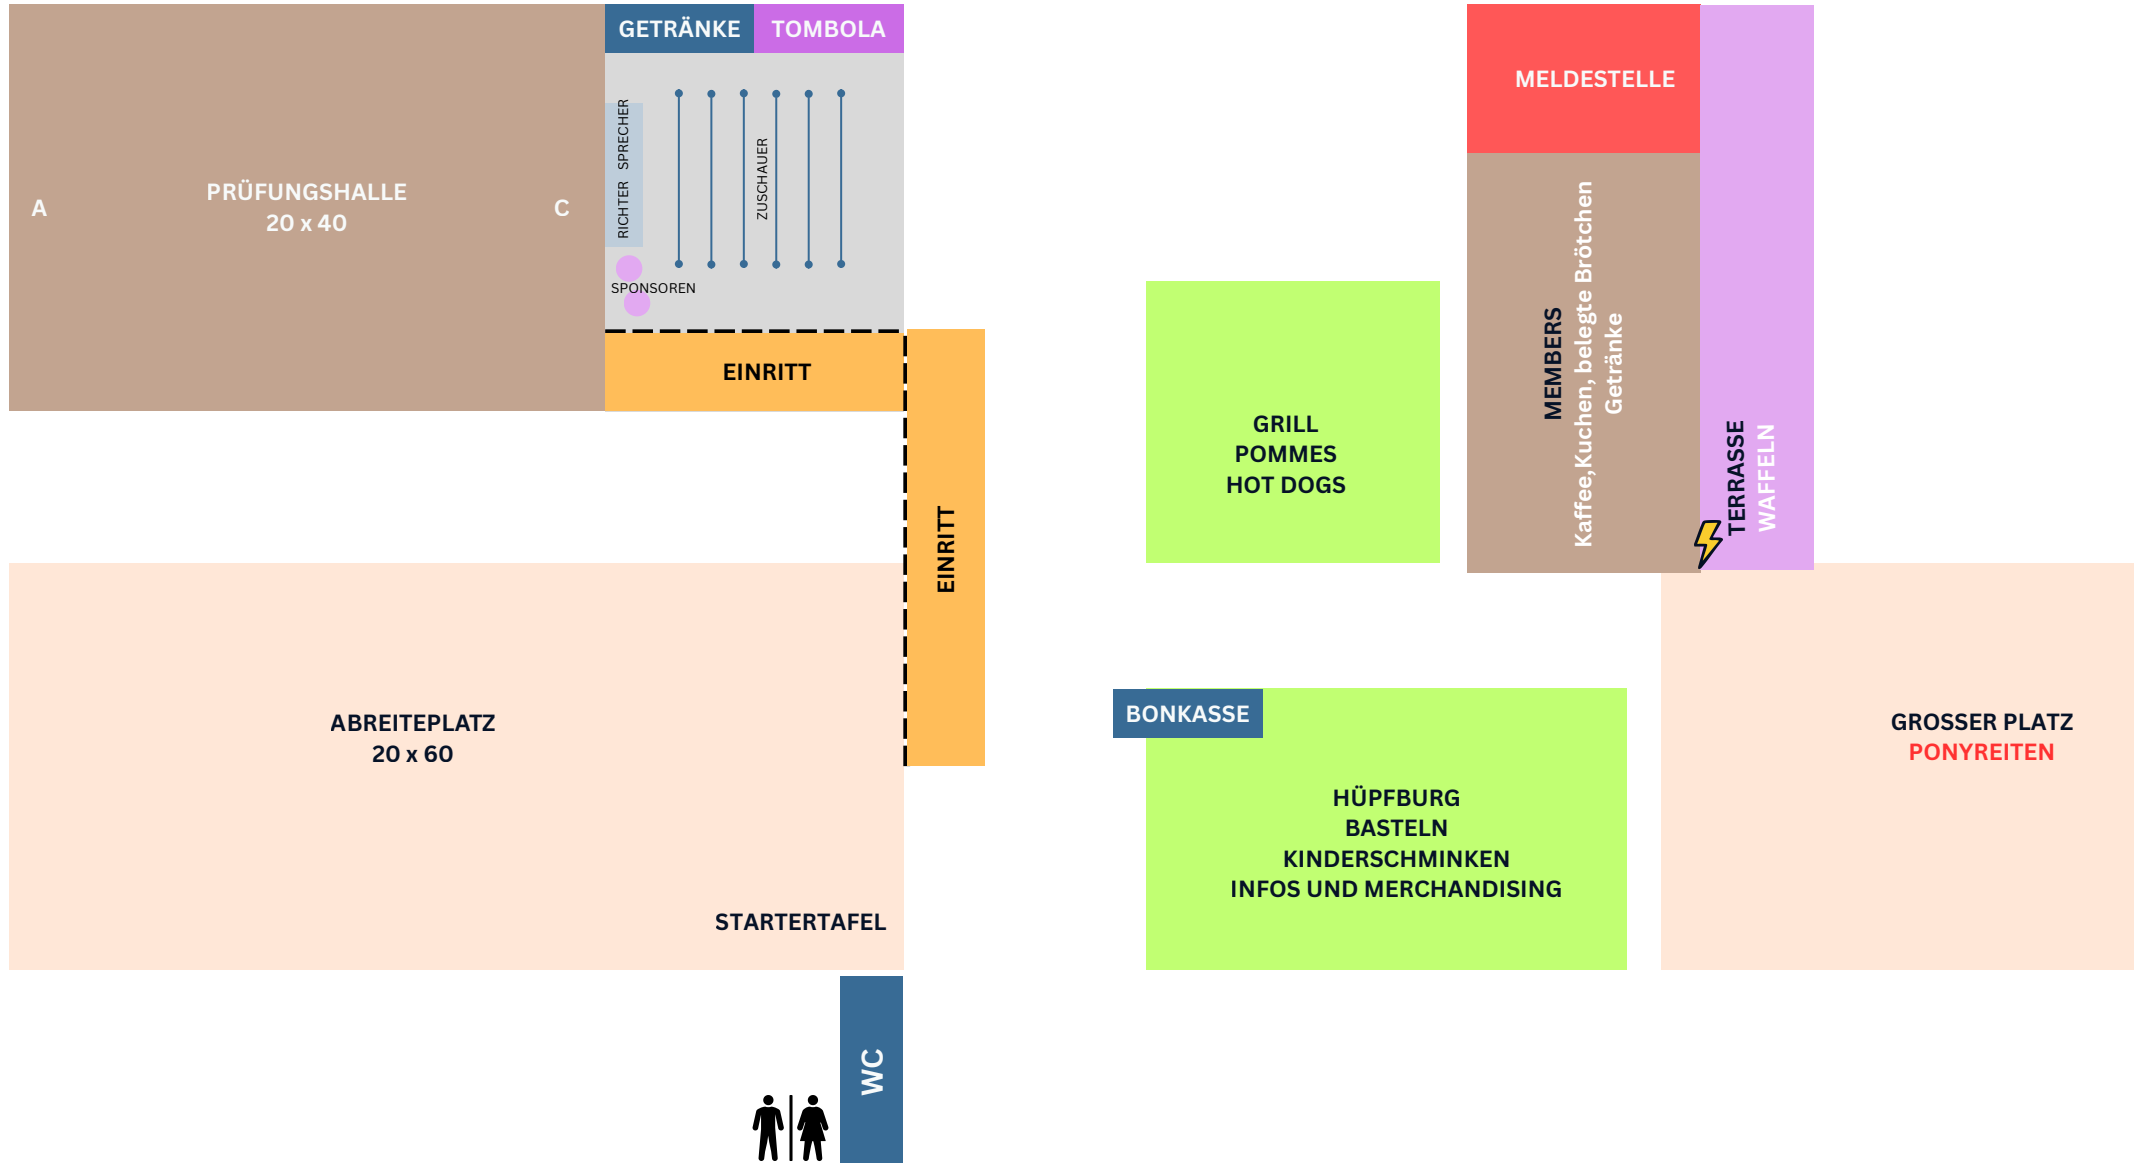 GETRÄNKE
TOMBOLA
MELDESTELLE
PRÜFUNGSHALLE
20 x 40
A
C
RICHTER SPRECHER
ZUSCHAUER
SPONSOREN
EINRITT
EINRITT
GRILL
POMMES
HOT DOGS
MEMBERS
Kaffee,Kuchen, belegte Brötchen
Getränke
TERRASSE
WAFFELN
ABREITEPLATZ
20 x 60
STARTERTAFEL
BONKASSE
HÜPFBURG
BASTELN
KINDERSCHMINKEN
INFOS UND MERCHANDISING
GROSSER PLATZ
PONYREITEN
WC